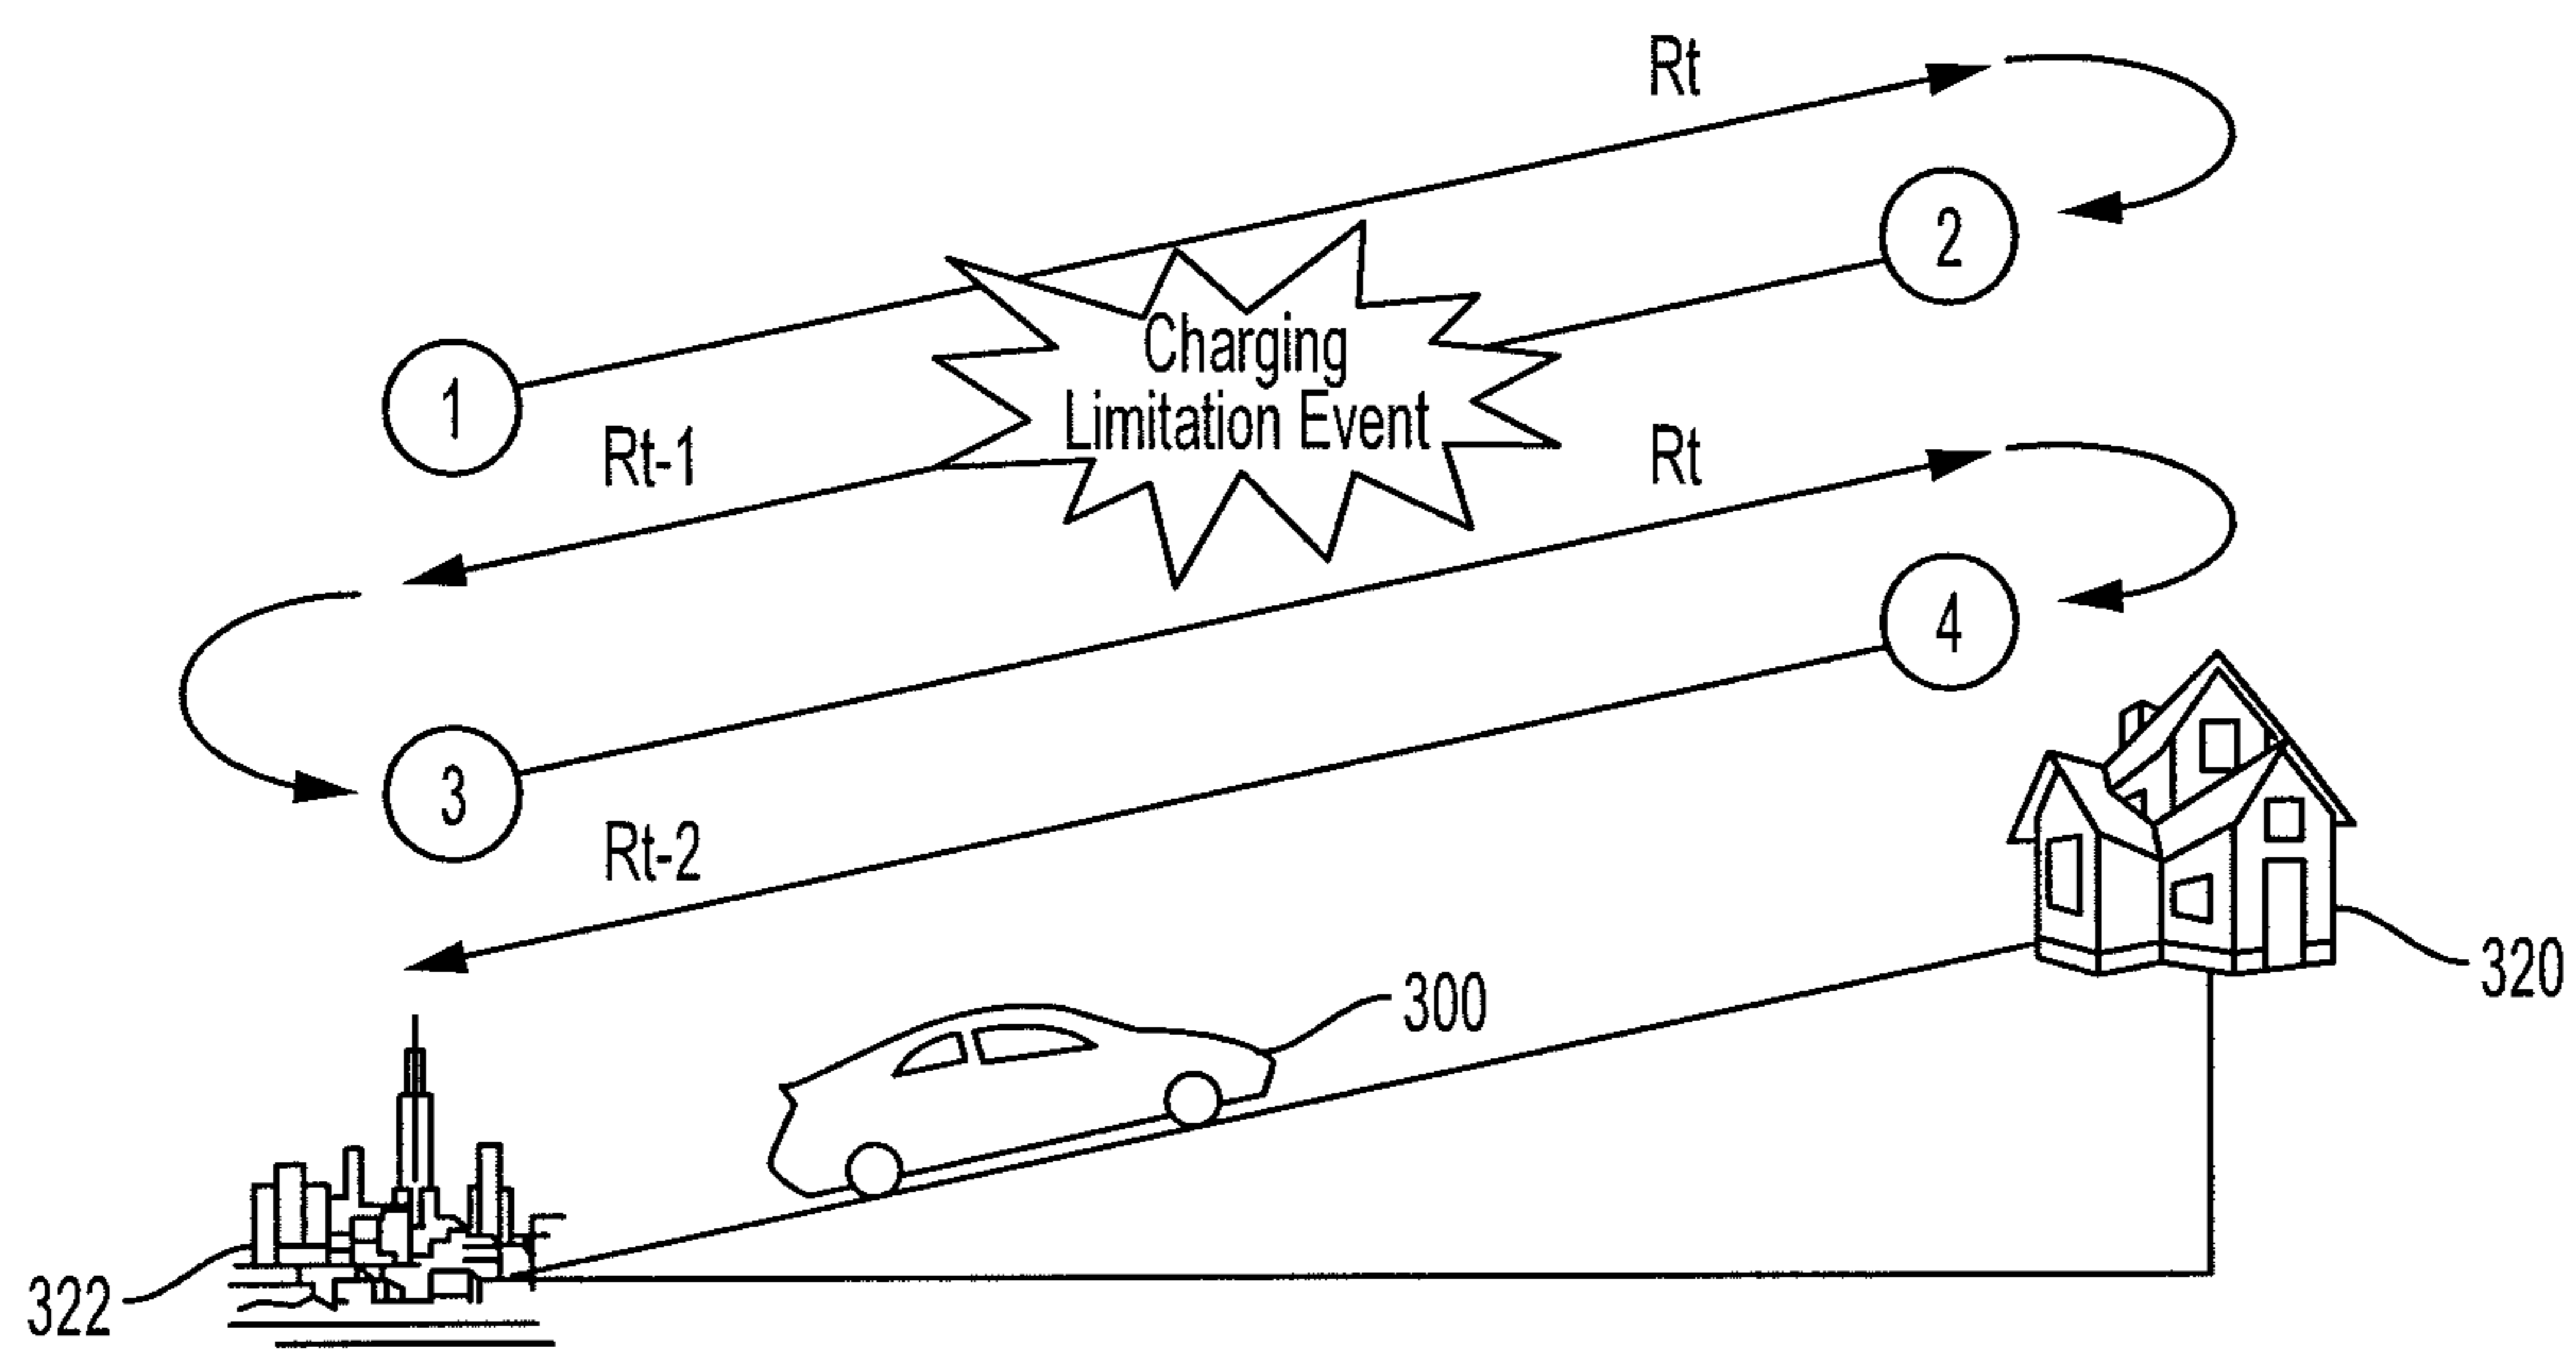 Rt
2
Charging
Limitation Event
1
Rt-1
Rt
4
3
Rt-2
300
320
322